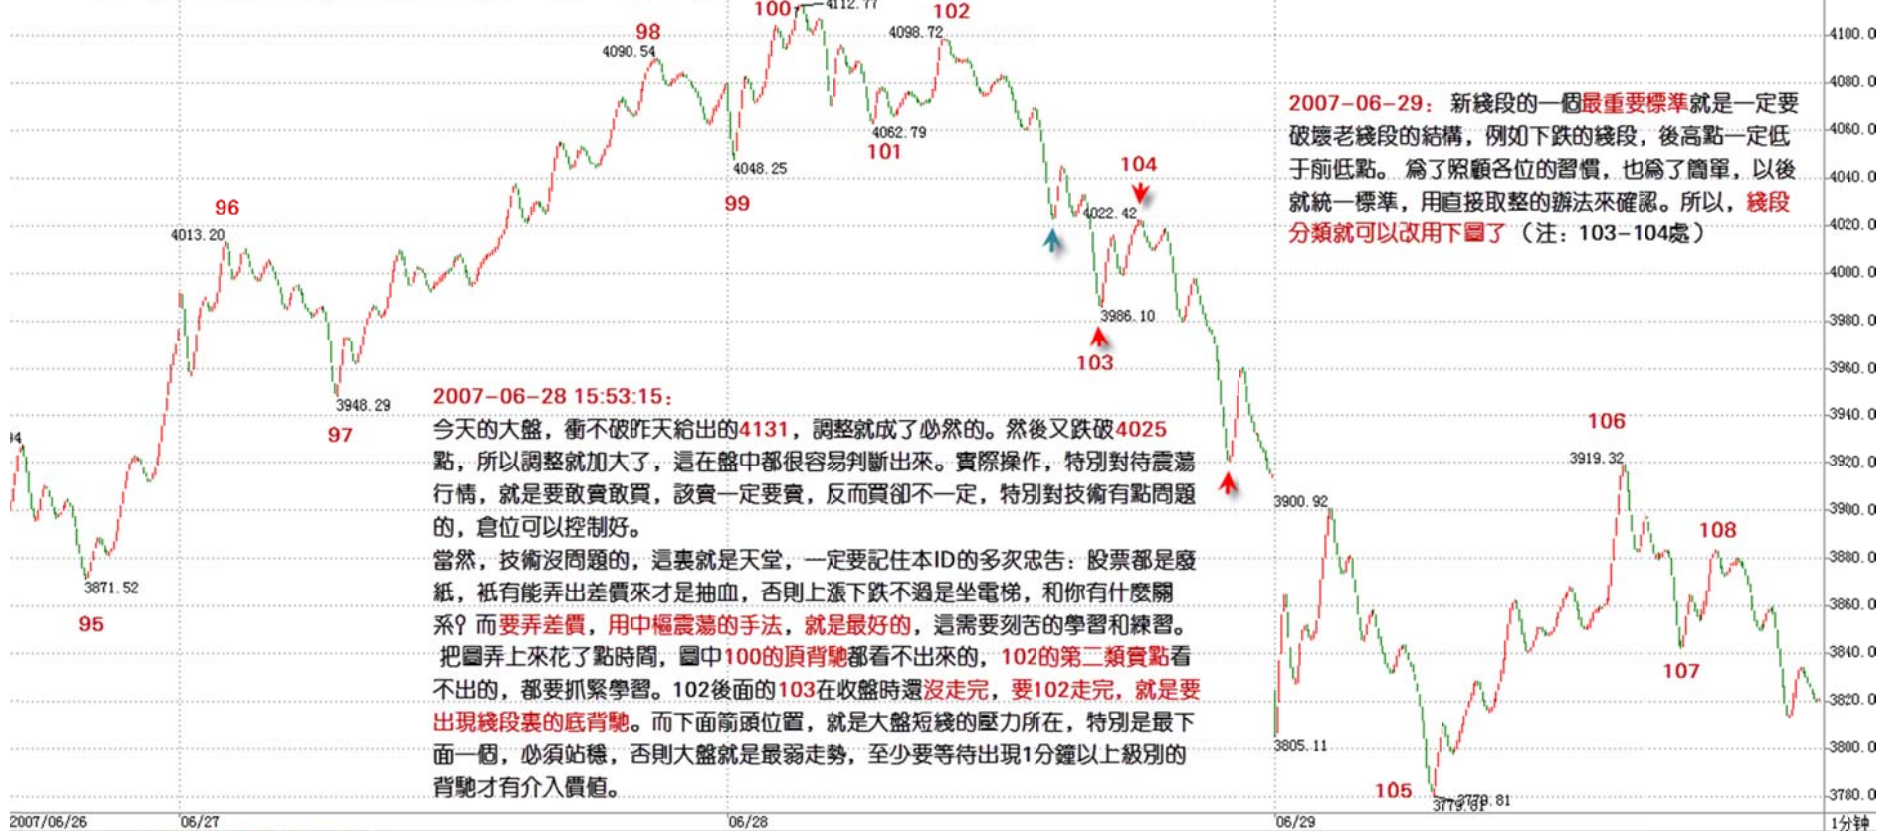 100
4112.77
102
98
4098.72
4100.0
4090.54
4080.0
2007-06-29：新綫段的一個最重要標準就是一定要
破壞老綫段的結構，例如下跌的綫段，後高點一定低
于前低點。 爲了照顧各位的習慣，也爲了簡單，以後
就統一標準，用直接取整的辦法來確認。所以，綫段
分類就可以改用下圖了（注：103-104處）
4060.0
4062.79
101
104
4048.25
4040.0
96
99
4022.42
4020.0
4013.20
4000.0
3986.10
3980.0
103
3960.0
2007-06-28 15:53:15：
今天的大盤，衝不破昨天給出的4131，調整就成了必然的。然後又跌破4025
點，所以調整就加大了，這在盤中都很容易判斷出來。實際操作，特別對待震蕩
行情，就是要敢賣敢買，該賣一定要賣，反而買卻不一定，特別對技術有點問題
的，倉位可以控制好。
當然，技術沒問題的，這裏就是天堂，一定要記住本ID的多次忠告：股票都是廢
紙，衹有能弄出差價來才是抽血，否則上漲下跌不過是坐電梯，和你有什麽關
系？而要弄差價，用中樞震蕩的手法，就是最好的，這需要刻苦的學習和練習。
把圖弄上來花了點時間，圖中100的頂背馳都看不出來的，102的第二類賣點看
不出的，都要抓緊學習。102後面的103在收盤時還沒走完，要102走完，就是要
出現綫段裏的底背馳。而下面箭頭位置，就是大盤短綫的壓力所在，特別是最下
面一個，必須站穩，否則大盤就是最弱走勢，至少要等待出現1分鐘以上級別的
背馳才有介入價值。
3948.29
97
3940.0
106
94
3919.32
3920.0
3900.92
3900.0
108
3880.0
3871.52
3860.0
95
3840.0
107
3820.0
3805.11
3800.0
105
3779.81
3779.81
3780.0
2007/06/26
06/27
06/28
06/29
1分钟